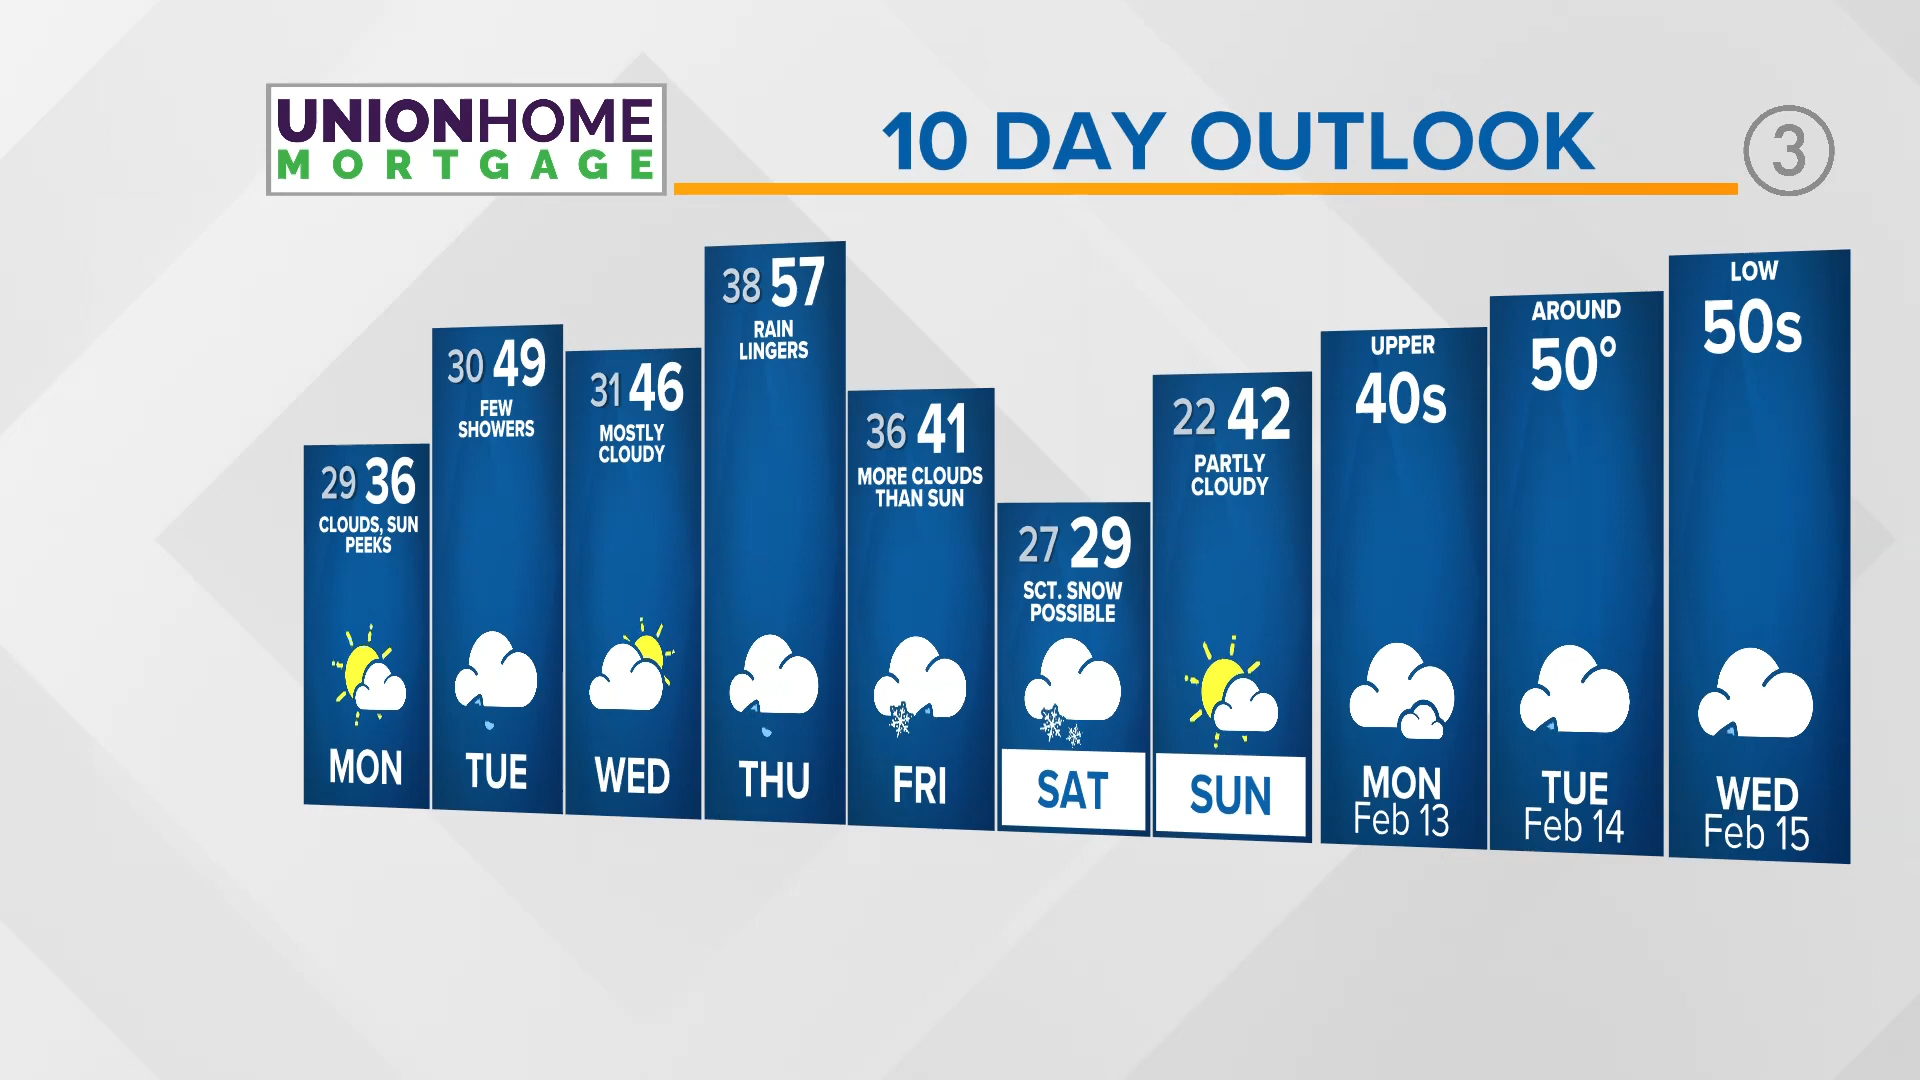 UNIONHOME
MORTGAGE
10 DAY OUTLOOK
3
29 36
CLOUDS, SUN
PEEKS
MON
30 49
FEW
SHOWERS
TUE
31 46
MOSTLY
CLOUDY
WED
38 57
RAIN
LINGERS
THU
36 41
MORE CLOUDS
THAN SUN
FRI
27 29
SCT. SNOW
POSSIBLE
SAT
22 42
PARTLY
CLOUDY
SUN
UPPER
40s
MON
Feb 13
AROUND
50°
TUE
Feb 14
LOW
50s
WED
Feb 15